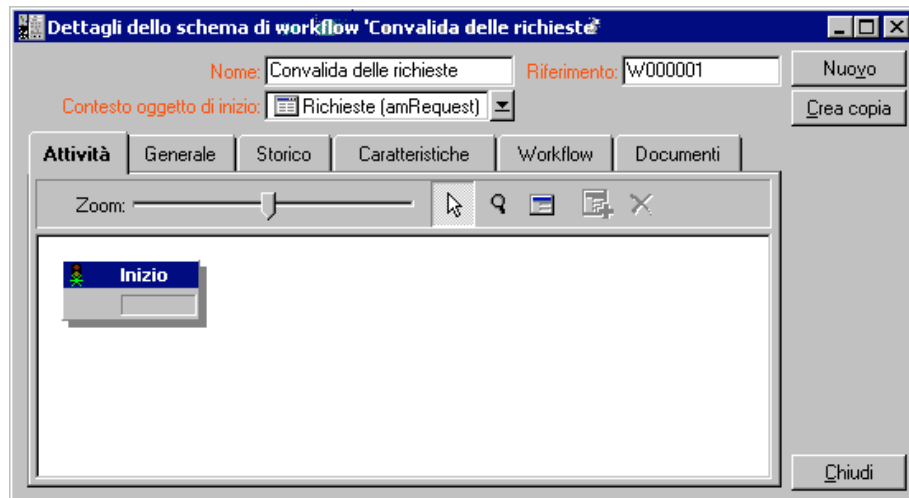 Dettagli dello schema di workflow 'Convalida delle richieste'
Nome: Convalida delle richieste Riferimento: W000001 Nuovo
Contesto oggetto di inizio: Richieste (amRequest) Crea copia
Attività Generale Storico Caratteristiche Workflow Documenti
Zoom:
Inizio
Chiudi